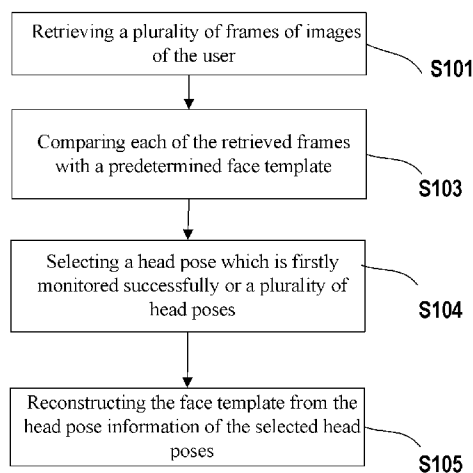 Retrieving a plurality of frames of images
of the user
S101
Comparing each of the retrieved frames
with a predetermined face template
S103
Selecting a head pose which is firstly
monitored successfully or a plurality of
head poses
S104
Reconstructing the face template from the
head pose information of the selected head
poses
S105